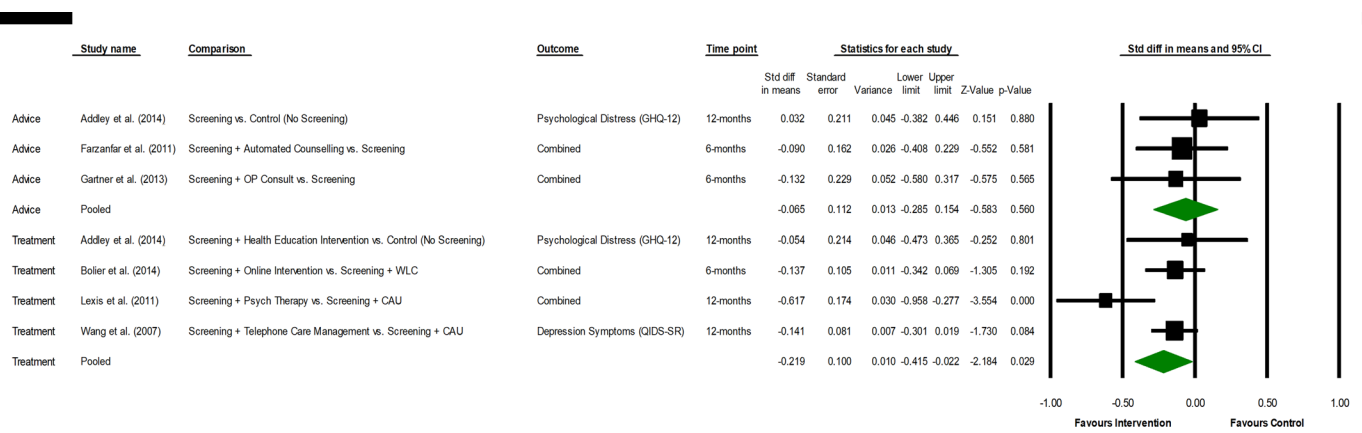 Study name Comparison Outcome Time point Statistics for each study Std diff in means and 95% CI
Std diff Standard Lower Upper
in means error Variance limit limit Z-Value p-Value
Advice Addley et al. (2014) Screening vs. Control (No Screening) Psychological Distress (GHQ-12) 12-months 0.032 0.211 0.045 -0.382 0.446 0.151 0.880
Advice Farzanfar et al. (2011) Screening + Automated Counselling vs. Screening Combined 6-months -0.090 0.162 0.026 -0.408 0.229 -0.552 0.581
Advice Gartner et al. (2013) Screening + OP Consult vs. Screening Combined 6-months -0.132 0.229 0.052 -0.580 0.317 -0.575 0.565
Advice Pooled -0.065 0.112 0.013 -0.285 0.154 -0.583 0.560
Treatment Addley et al. (2014) Screening + Health Education Intervention vs. Control (No Screening) Psychological Distress (GHQ-12) 12-months -0.054 0.214 0.046 -0.473 0.365 -0.252 0.801
Treatment Bolier et al. (2014) Screening + Online Intervention vs. Screening + WLC Combined 6-months -0.137 0.105 0.011 -0.342 0.069 -1.305 0.192
Treatment Lexis et al. (2011) Screening + Psych Therapy vs. Screening + CAU Combined 12-months -0.617 0.174 0.030 -0.958 -0.277 -3.554 0.000
Treatment Wang et al. (2007) Screening + Telephone Care Management vs. Screening + CAU Depression Symptoms (QIDS-SR) 12-months -0.141 0.081 0.007 -0.301 0.019 -1.730 0.084
Treatment Pooled -0.219 0.100 0.010 -0.415 -0.022 -2.184 0.029
-1.00 -0.50 0.00 0.50 1.00
Favours Intervention Favours Control